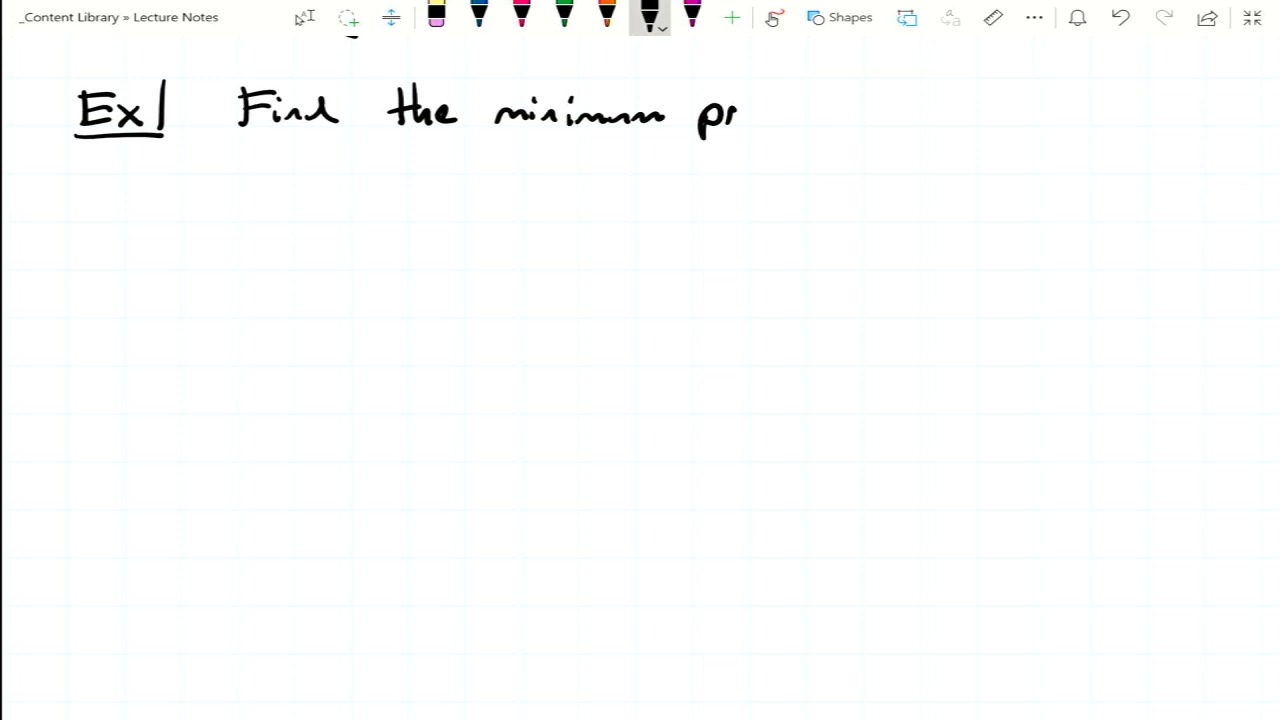 _Content Library » Lecture Notes
Shapes
Ex| Find the minimum pr